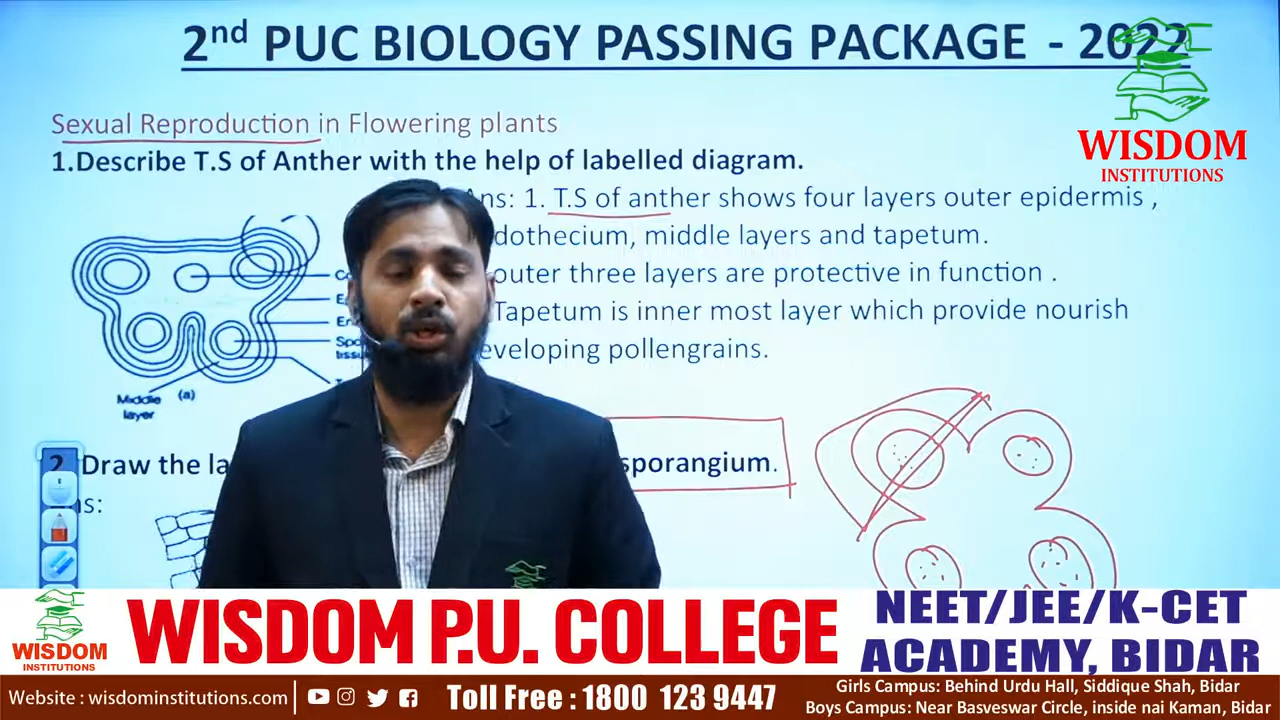 2nd PUC BIOLOGY PASSING PACKAGE - 2022
WISDOM
INSTITUTIONS
Sexual Reproduction in Flowering plants
1.Describe T.S of Anther with the help of labelled diagram.
Ans: 1. T.S of anther shows four layers outer epidermis ,
dothecium, middle layers and tapetum.
outer three layers are protective in function .
Tapetum is inner most layer which provide nourish
eveloping pollengrains.
Middle
layer
(a)
2. Draw the la
sporangium.
ns:
WISDOM
INSTITUTIONS
WISDOM P.U. COLLEGE
NEET/JEE/K-CET
ACADEMY, BIDAR
Website : wisdominstitutions.com
Toll Free : 1800 123 9447
Girls Campus: Behind Urdu Hall, Siddique Shah, Bidar
Boys Campus: Near Basveswar Circle, inside nai Kaman, Bidar